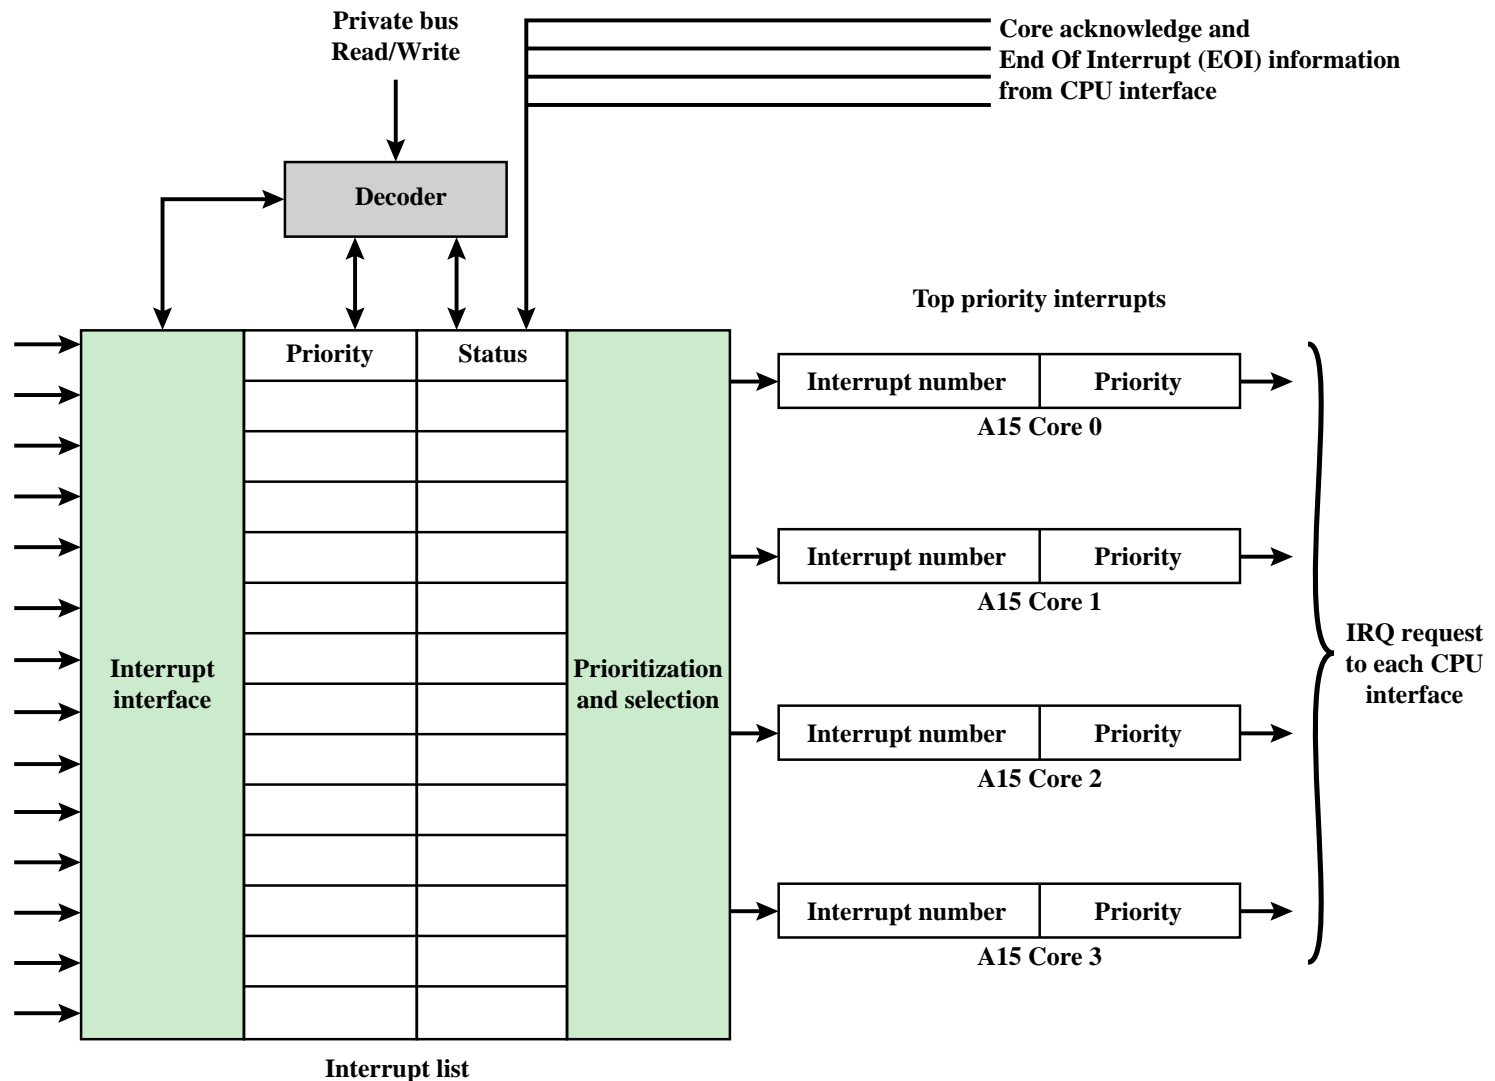 Private bus
Read/Write
Core acknowledge and
End Of Interrupt (EOI) information
from CPU interface
Decoder
Top priority interrupts
Priority
Status
Interrupt number
Priority
A15 Core 0
Interrupt number
Priority
A15 Core 1
Interrupt
interface
Prioritization
and selection
IRQ request
to each CPU
interface
Interrupt number
Priority
A15 Core 2
Interrupt number
Priority
A15 Core 3
Interrupt list